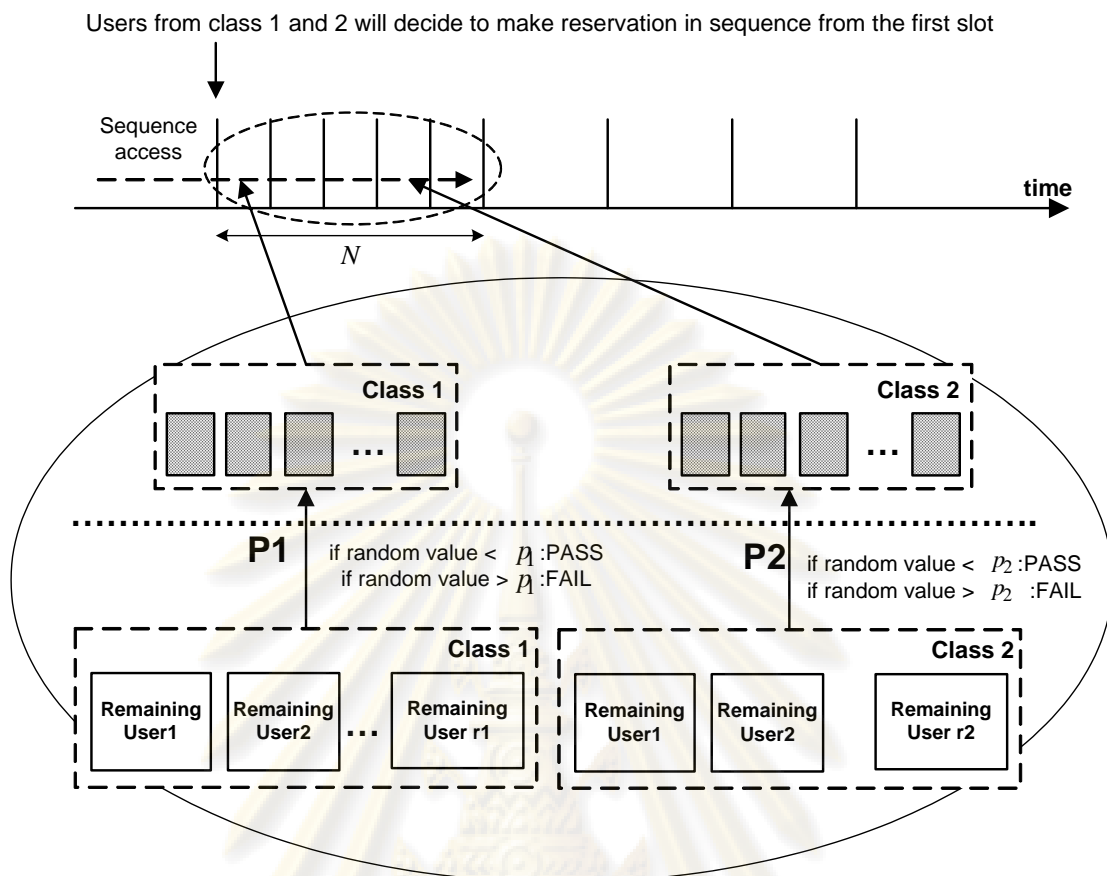 Users from class 1 and 2 will decide to make reservation in sequence from the first slot
Sequence
access
time
N
Class 1
...
Class 2
...
P1
if random value < p₁ :PASS
if random value > p₁ :FAIL
P2
if random value < p₂ :PASS
if random value > p₂ :FAIL
Class 1
Remaining
User1
Remaining
User2
...
Remaining
User r1
Class 2
Remaining
User1
Remaining
User2
Remaining
User r2